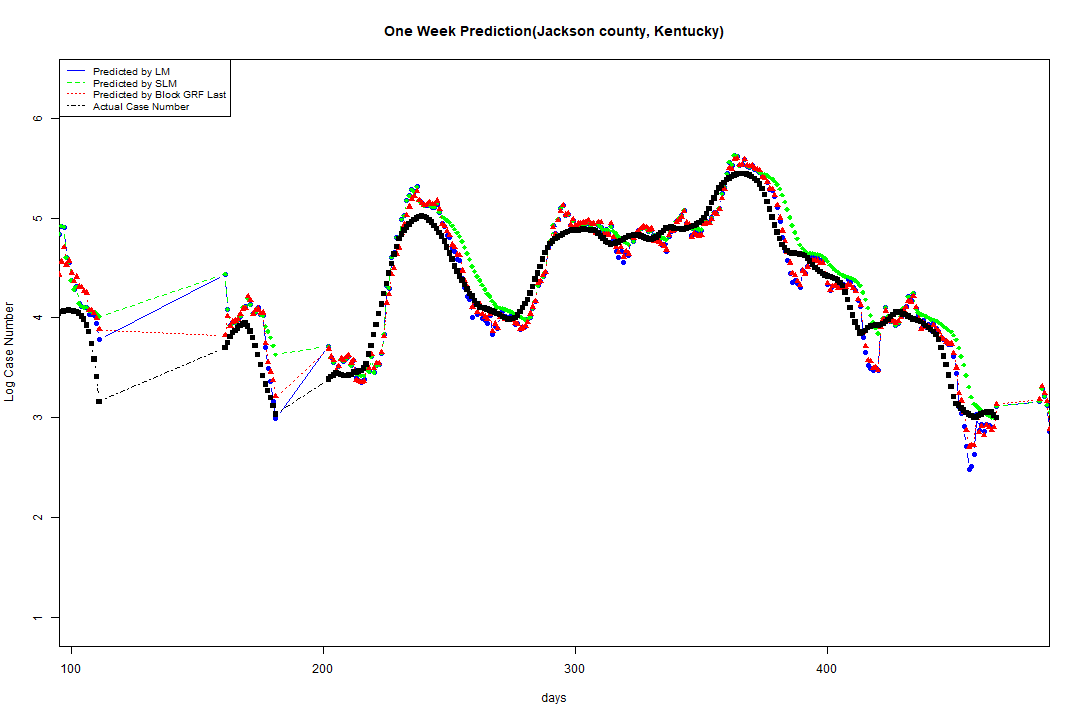 One Week Prediction(Jackson county, Kentucky)
Predicted by LM
Predicted by SLM
Predicted by Block GRF Last
Actual Case Number
6
5
4
3
2
1
Log Case Number
100
200
300
400
days